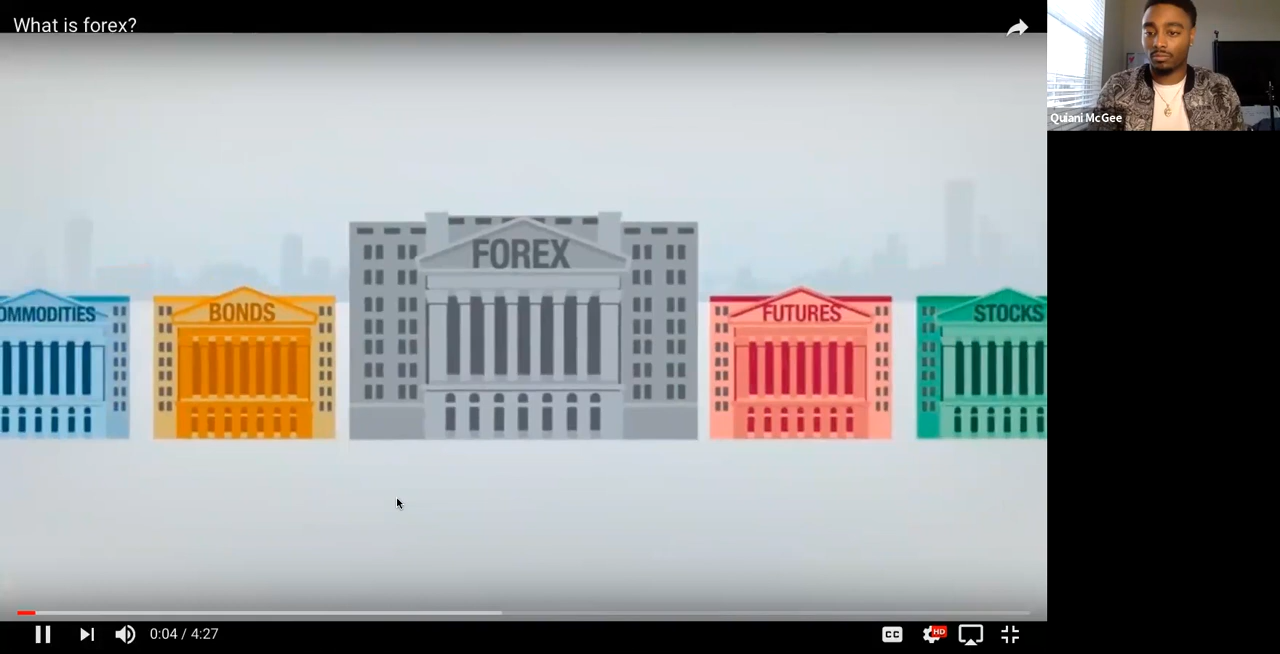 What is forex?
Quiani McGee
FOREX
OMMODITIES
BONDS
FUTURES
STOCKS
0:04 / 4:27
CC
HD